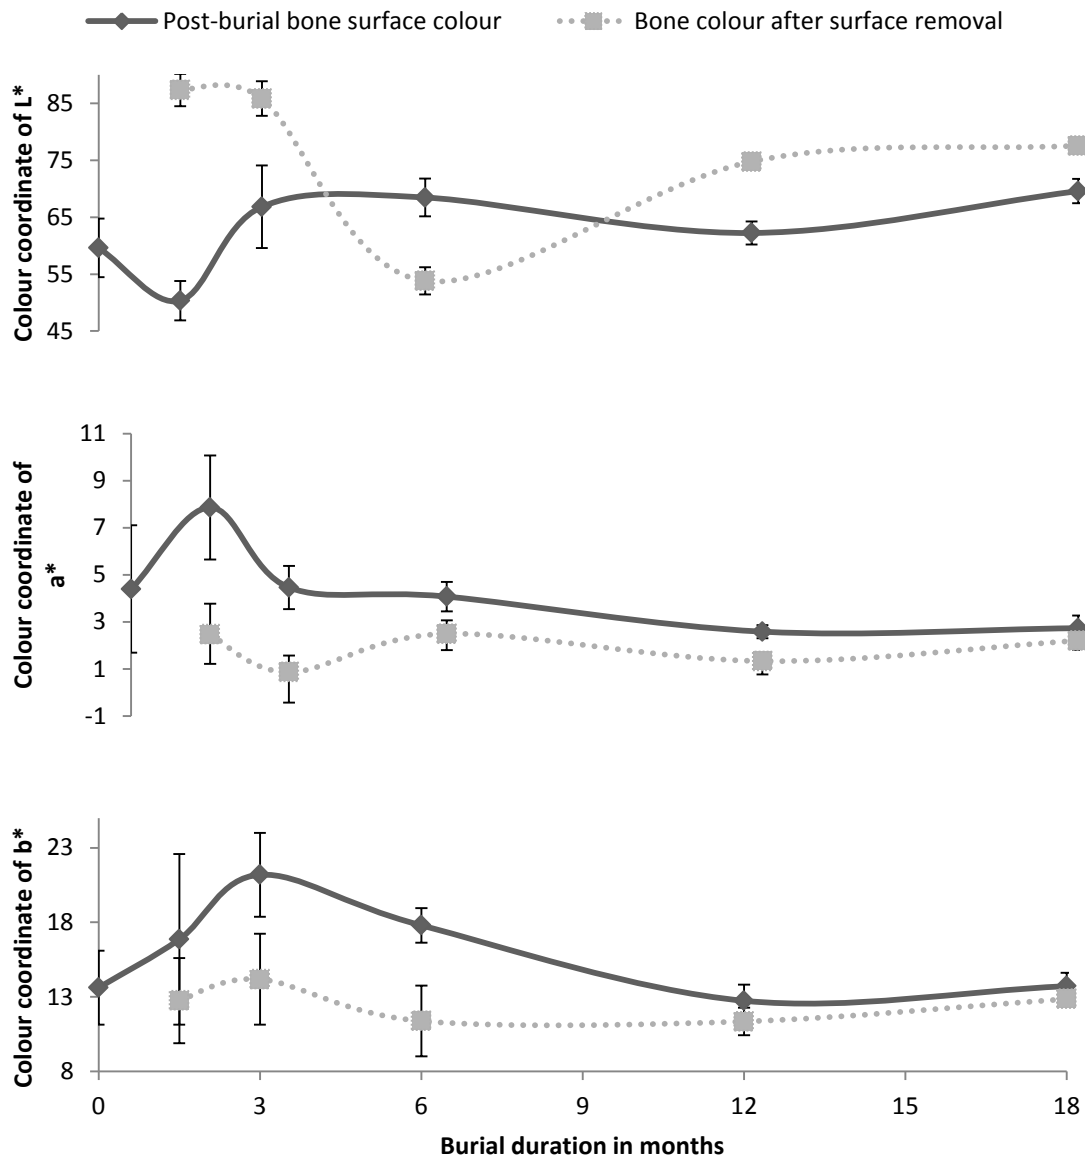 Post-burial bone surface colour Bone colour after surface removal
Colour coordinate of L*
85
75
65
55
45
Colour coordinate of
a*
11
9
7
5
3
1
-1
Colour coordinate of b*
23
18
13
8
0 3 6 9 12 15 18
Burial duration in months